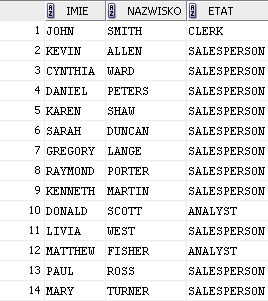 IMIE NAZWISKO ETAT
1 JOHN SMITH CLERK
2 KEVIN ALLEN SALESPERSON
3 CYNTHIA WARD SALESPERSON
4 DANIEL PETERS SALESPERSON
5 KAREN SHAW SALESPERSON
6 SARAH DUNCAN SALESPERSON
7 GREGORY LANGE SALESPERSON
8 RAYMOND PORTER SALESPERSON
9 KENNETH MARTIN SALESPERSON
10 DONALD SCOTT ANALYST
11 LIVIA WEST SALESPERSON
12 MATTHEW FISHER ANALYST
13 PAUL ROSS SALESPERSON
14 MARY TURNER SALESPERSON